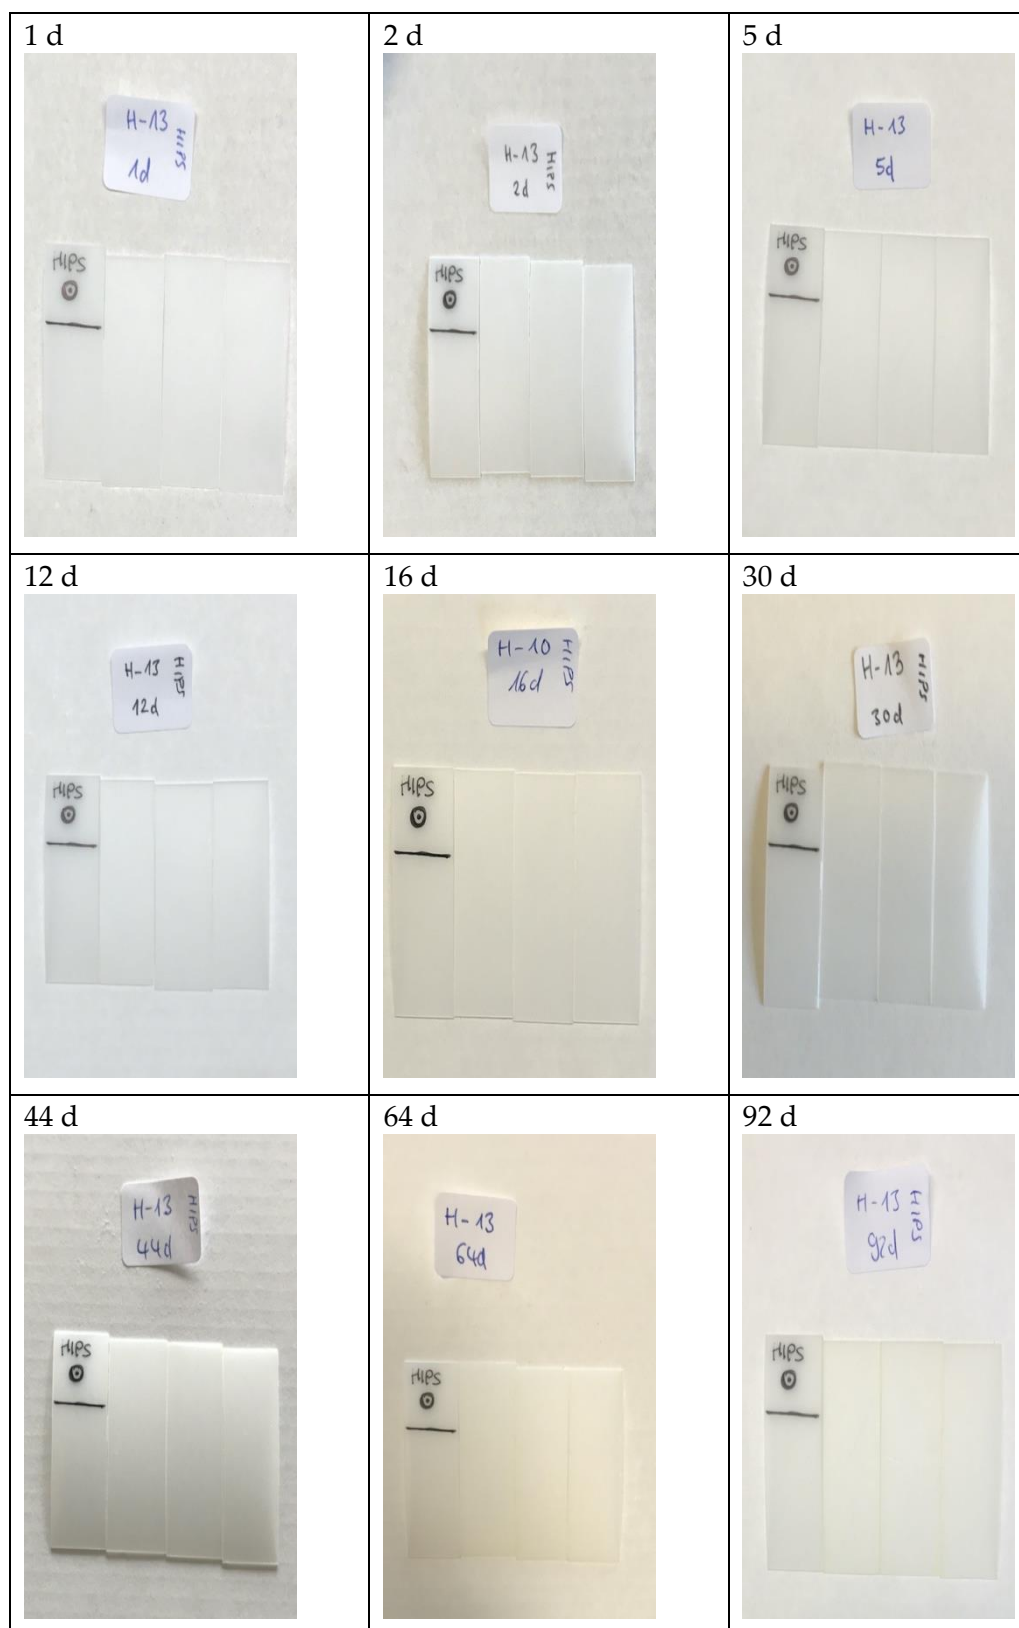 1 d
H-13 HIPS
1d
HIPS
2 d
H-13 HIPS
2d
HIPS
5 d
H-13
5d
HIPS
12 d
H-13 HIPS
12d
HIPS
16 d
H-10 HIPS
16d
HIPS
30 d
H-13 HIPS
30d
HIPS
44 d
H-13 HIPS
44d
HIPS
64 d
H-13
64d
HIPS
92 d
H-13 HIPS
92d
HIPS